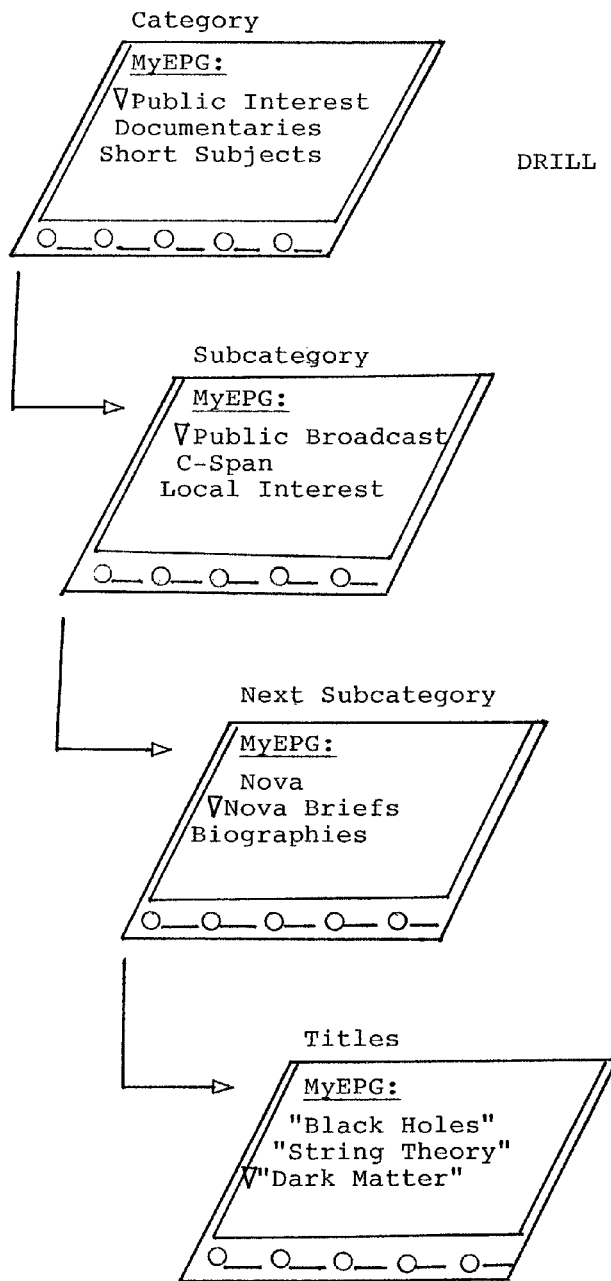 Category
MyEPG:
Public Interest
Documentaries
Short Subjects
DRILL
Subcategory
MyEPG:
Public Broadcast
C-Span
Local Interest
Next Subcategory
MyEPG:
Nova
Nova Briefs
Biographies
Titles
MyEPG:
"Black Holes"
"String Theory"
"Dark Matter"